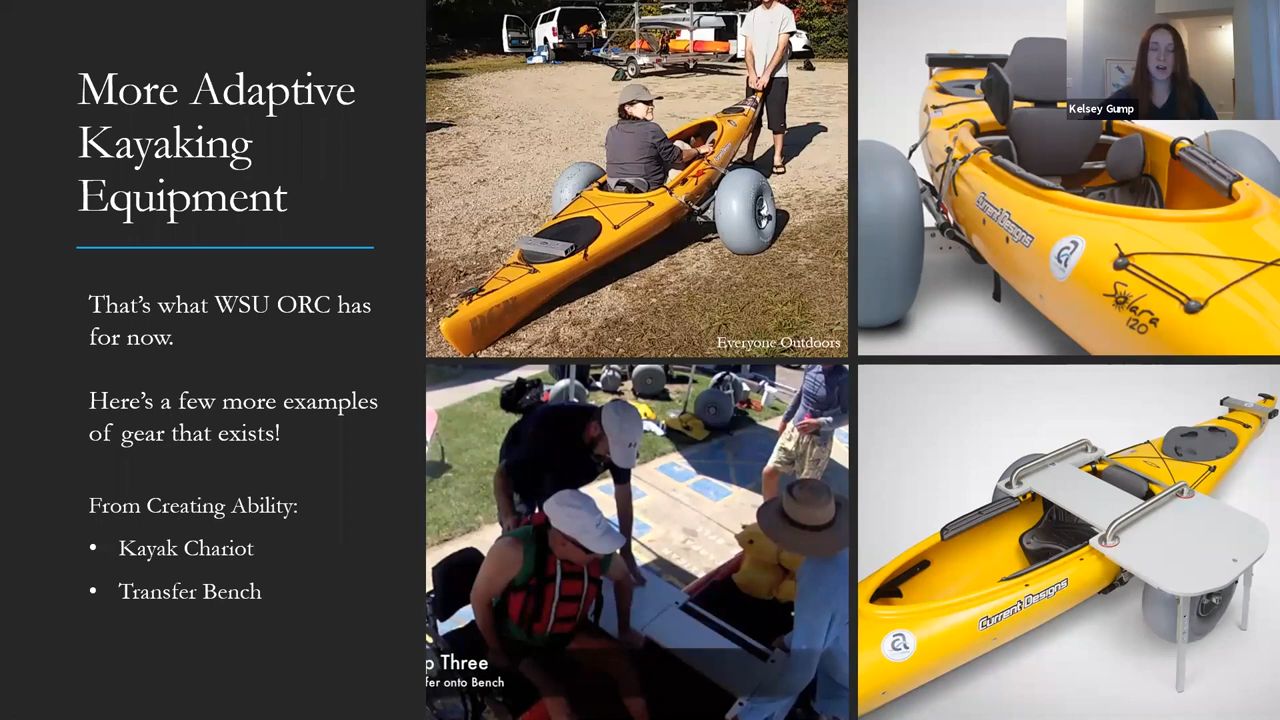 More Adaptive
Kayaking
Equipment
That's what WSU ORC has
for now.
Here's a few more examples
of gear that exists!
From Creating Ability:
• Kayak Chariot
• Transfer Bench
Everyone Outdoors
Kelsey Gump
Current Designs
Solara
120
p Three
fer onto Bench
Current Designs